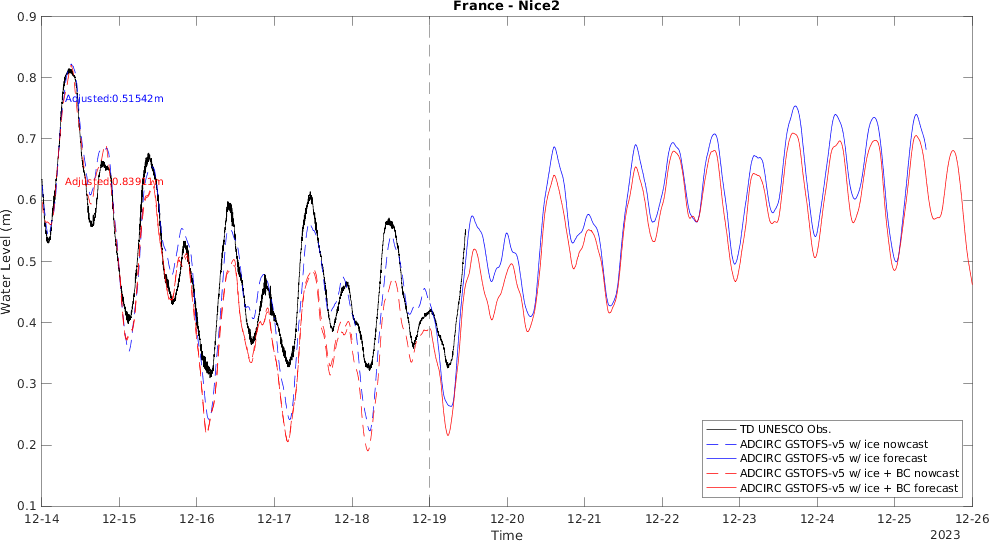 France - Nice2
0.9
0.8
0.7
0.6
0.5
0.4
0.3
0.2
0.1
Water Level (m)
Adjusted:0.51542m
12-14
12-15
12-16
12-17
12-18
12-19
12-20
12-21
12-22
12-23
12-24
12-25
12-26
Time
2023
TD UNESCO Obs.
ADCIRC GSTOFS-v5 w/ ice nowcast
ADCIRC GSTOFS-v5 w/ ice forecast
ADCIRC GSTOFS-v5 w/ ice + BC nowcast
ADCIRC GSTOFS-v5 w/ ice + BC forecast